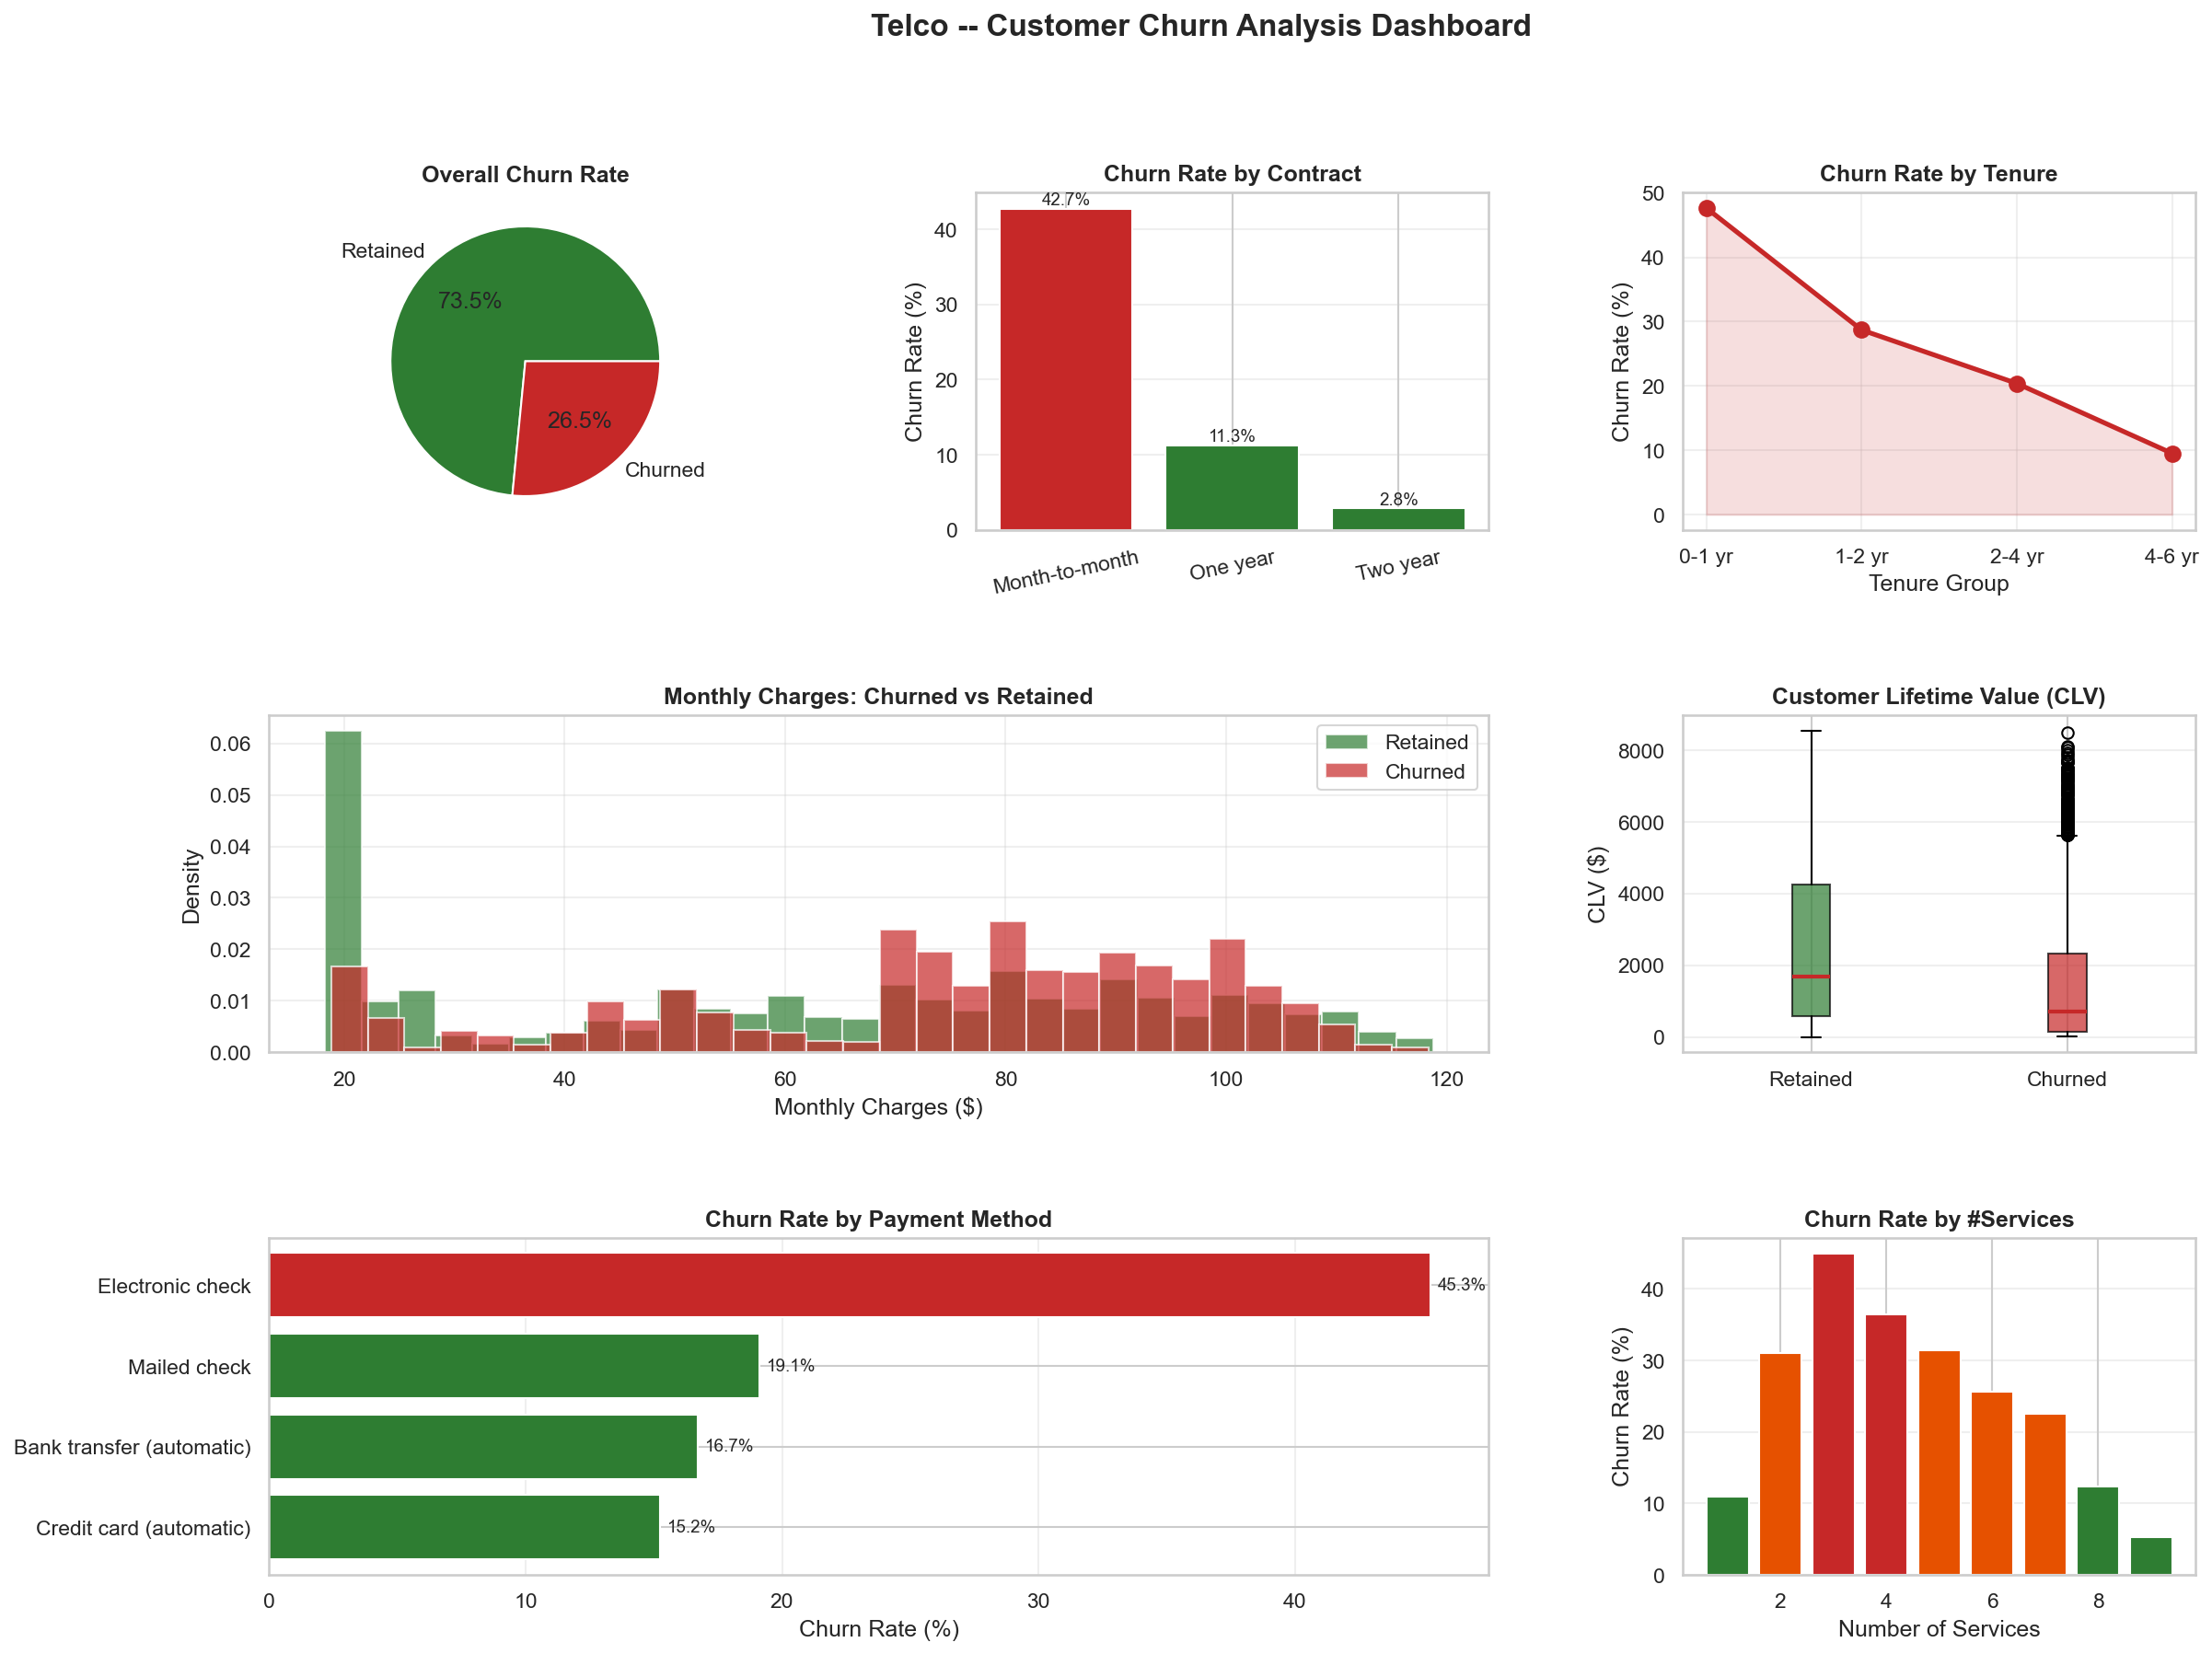 Telco -- Customer Churn Analysis Dashboard
Overall Churn Rate
Retained
73.5%
26.5%
Churned
Churn Rate by Contract
Churn Rate (%)
40
30
20
10
0
42.7%
11.3%
2.8%
Month-to-month
One year
Two year
Churn Rate by Tenure
Churn Rate (%)
50
40
30
20
10
0
0-1 yr
1-2 yr
2-4 yr
4-6 yr
Tenure Group
Monthly Charges: Churned vs Retained
Density
0.06
0.05
0.04
0.03
0.02
0.01
0.00
Retained
Churned
20
40
60
80
100
120
Monthly Charges ($)
Customer Lifetime Value (CLV)
CLV ($)
8000
6000
4000
2000
0
Retained
Churned
Churn Rate by Payment Method
Electronic check
45.3%
Mailed check
19.1%
Bank transfer (automatic)
16.7%
Credit card (automatic)
15.2%
0
10
20
30
40
Churn Rate (%)
Churn Rate by #Services
Churn Rate (%)
40
30
20
10
0
2
4
6
8
Number of Services